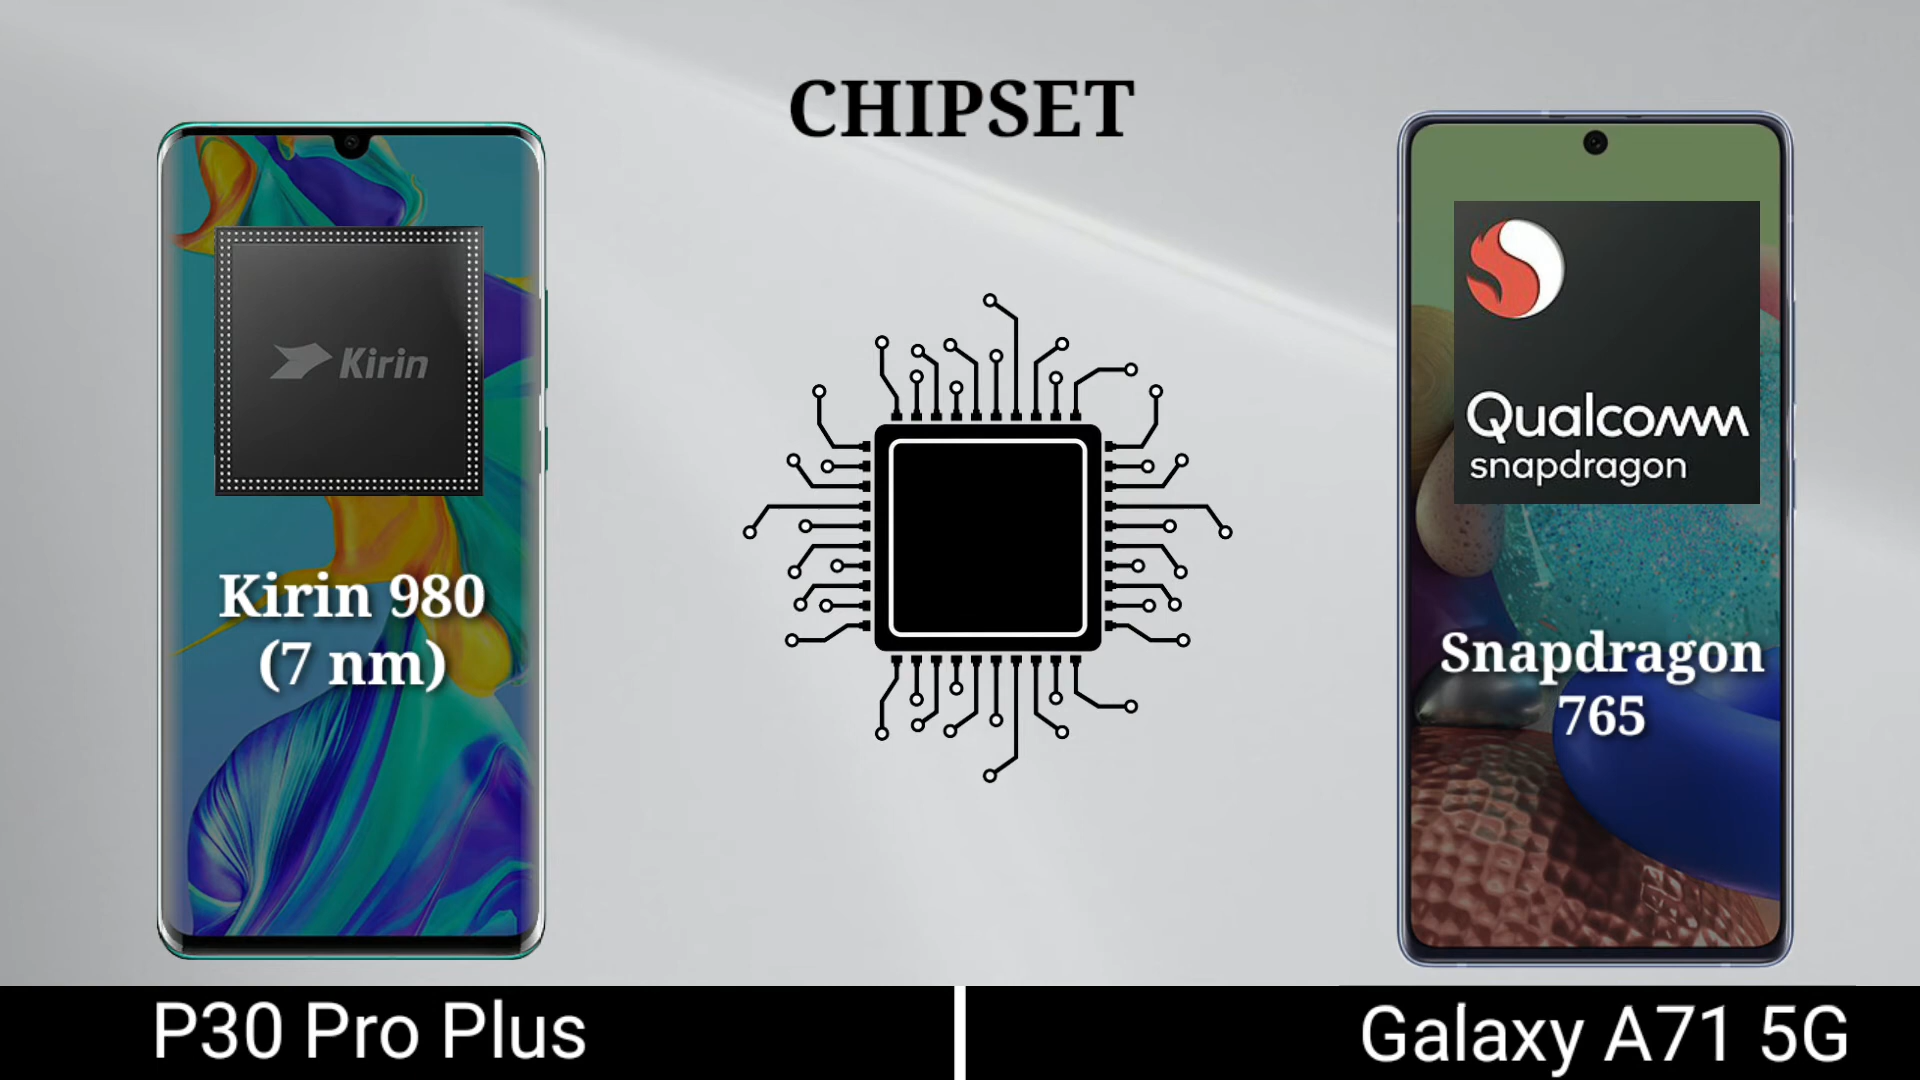 CHIPSET
Kirin
Kirin 980
(7 nm)
Qualcomm
snapdragon
Snapdragon
765
P30 Pro Plus
Galaxy A71 5G